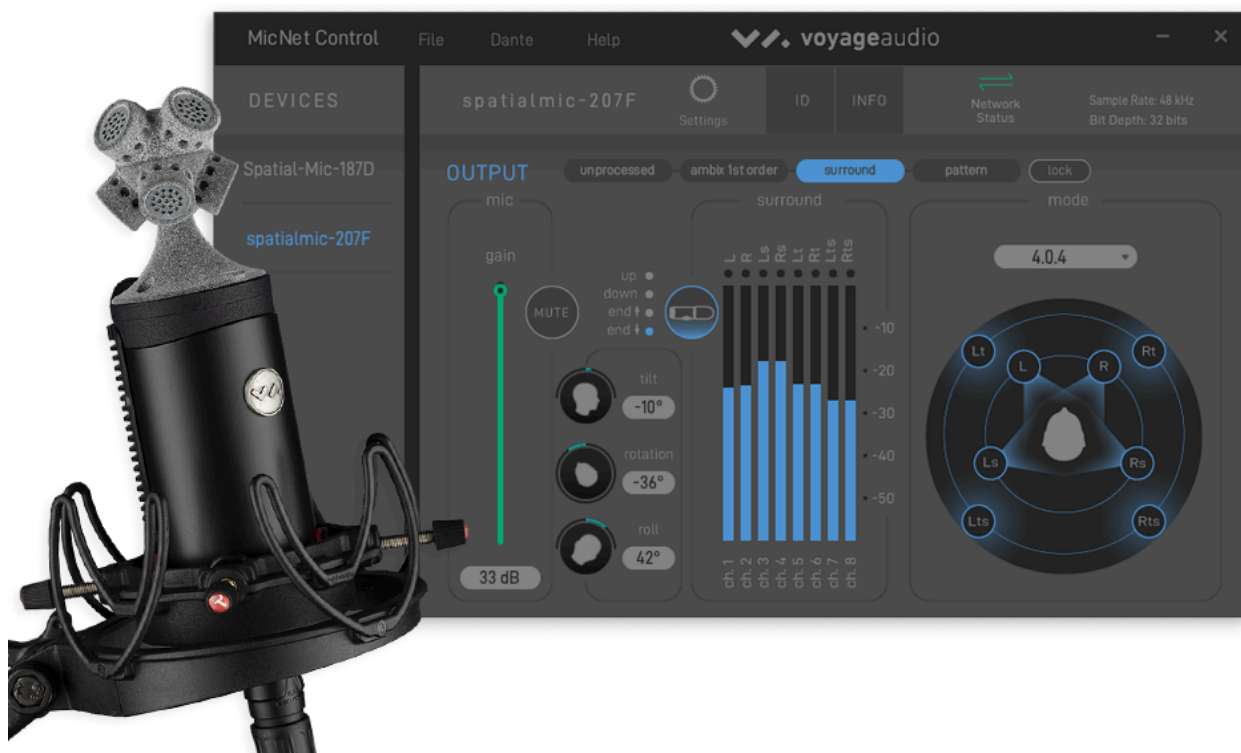 MicNet Control File Dante Help voyageaudio
DEVICES
Spatial-Mic-187D
spatialmic-207F
spatialmic-207F
Settings
ID
INFO
Network
Status
Sample Rate: 48 kHz
Bit Depth: 32 bits
OUTPUT unprocessed ambix 1st order surround pattern lock
mic
gain
33 dB
MUTE
up
down
end
end
tilt
-10°
rotation
-36°
roll
42°
surround
L R Ls Rs Lt Rt Lts Rts
-10
-20
-30
-40
-50
ch. 1 ch. 2 ch. 3 ch. 4 ch. 5 ch. 6 ch. 7 ch. 8
mode
4.0.4
Lt Rt
L R
Ls Rs
Lts Rts